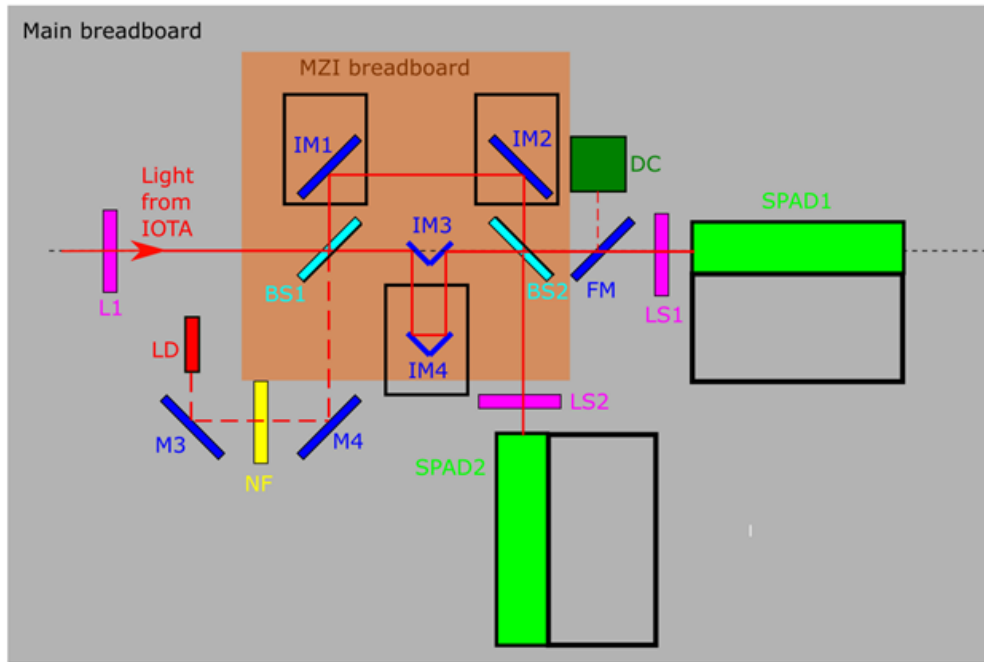 Main breadboard
MZI breadboard
IM1
IM2
DC
Light
from
IOTA
SPAD1
IM3
BS1
BS2
FM
L1
LS1
LD
IM4
LS2
M3
M4
NF
SPAD2